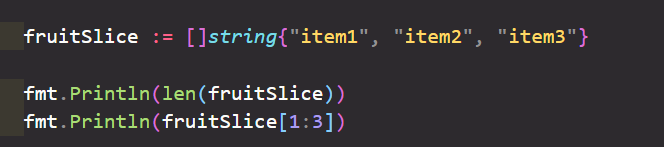 fruitSlice := []string{"item1", "item2", "item3"}
fmt.Println(len(fruitSlice))
fmt.Println(fruitSlice[1:3])